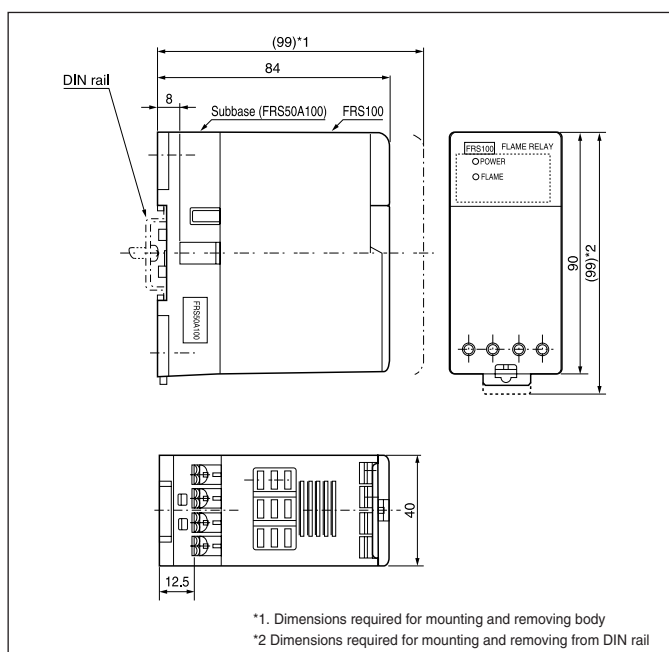 (99)*1
84
DIN rail
8
Subbase (FRS50A100)
FRS100
FRS100 FLAME RELAY
POWER
FLAME
90
(99)*2
FRS50A100
40
12.5
*1. Dimensions required for mounting and removing body
*2 Dimensions required for mounting and removing from DIN rail